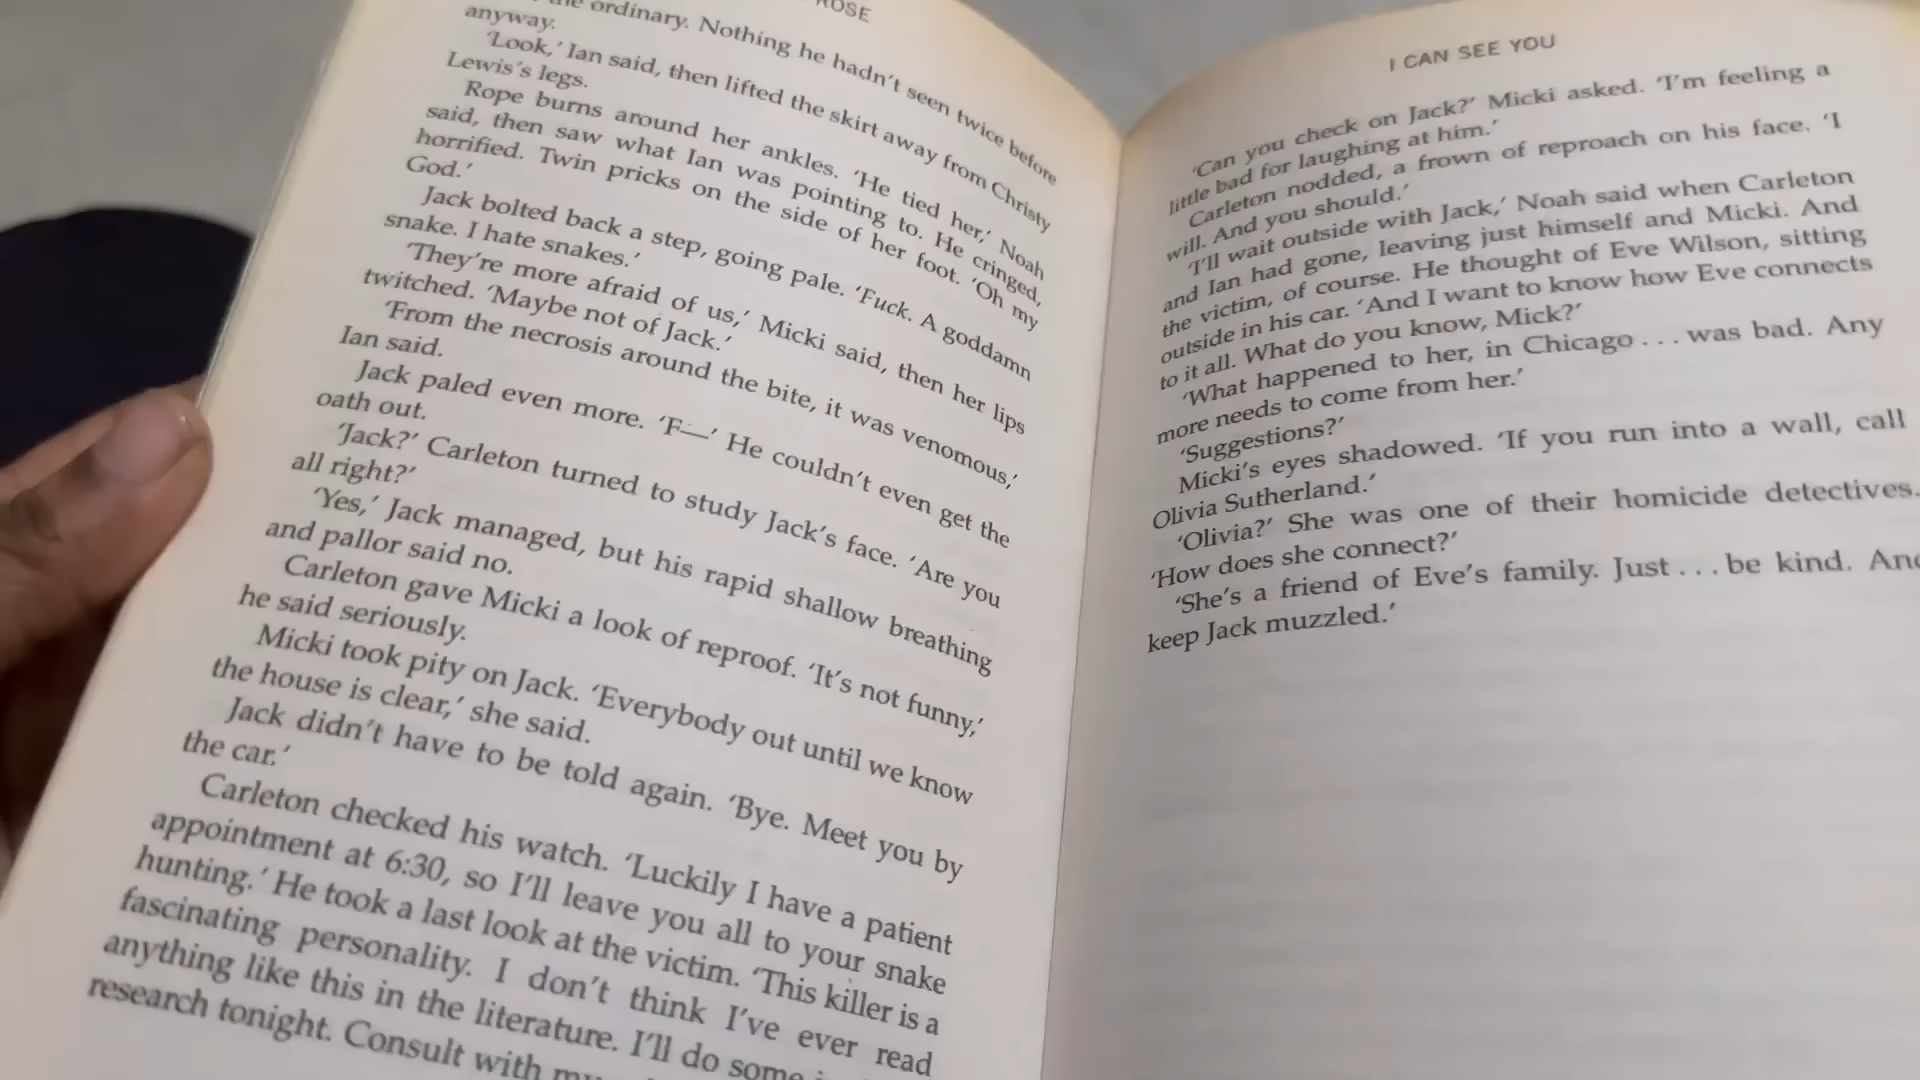 ROSE
the ordinary. Nothing he hadn't seen twice before
anyway.
'Look,' Ian said, then lifted the skirt away from Christy
Lewis's legs.
Rope burns around her ankles. 'He tied her,' Noah
said, then saw what Ian was pointing to. He cringed,
horrified. Twin pricks on the side of her foot. 'Oh my
God.'
Jack bolted back a step, going pale. 'Fuck. A goddamn
snake. I hate snakes.'
'They're more afraid of us,' Micki said, then her lips
twitched. 'Maybe not of Jack.'
'From the necrosis around the bite, it was venomous,'
Ian said.
Jack paled even more. 'F—' He couldn't even get the
oath out.
'Jack?' Carleton turned to study Jack's face. 'Are you
all right?'
'Yes,' Jack managed, but his rapid shallow breathing
and pallor said no.
Carleton gave Micki a look of reproof. 'It's not funny,'
he said seriously.
Micki took pity on Jack. 'Everybody out until we know
the house is clear,' she said.
Jack didn't have to be told again. 'Bye. Meet you by
the car.'
Carleton checked his watch. 'Luckily I have a patient
appointment at 6:30, so I'll leave you all to your snake
hunting.' He took a last look at the victim. 'This killer is a
fascinating personality. I don't think I've ever read
anything like this in the literature. I'll do some
research tonight. Consult with
I CAN SEE YOU
'Can you check on Jack?' Micki asked. 'I'm feeling a
little bad for laughing at him.'
Carleton nodded, a frown of reproach on his face. 'I
will. And you should.'
'I'll wait outside with Jack,' Noah said when Carleton
and Ian had gone, leaving just himself and Micki. And
the victim, of course. He thought of Eve Wilson, sitting
outside in his car. 'And I want to know how Eve connects
to it all. What do you know, Mick?'
'What happened to her, in Chicago . . . was bad. Any
more needs to come from her.'
'Suggestions?'
Micki's eyes shadowed. 'If you run into a wall, call
Olivia Sutherland.'
'Olivia?' She was one of their homicide detectives.
'How does she connect?'
'She's a friend of Eve's family. Just . . . be kind. And
keep Jack muzzled.'